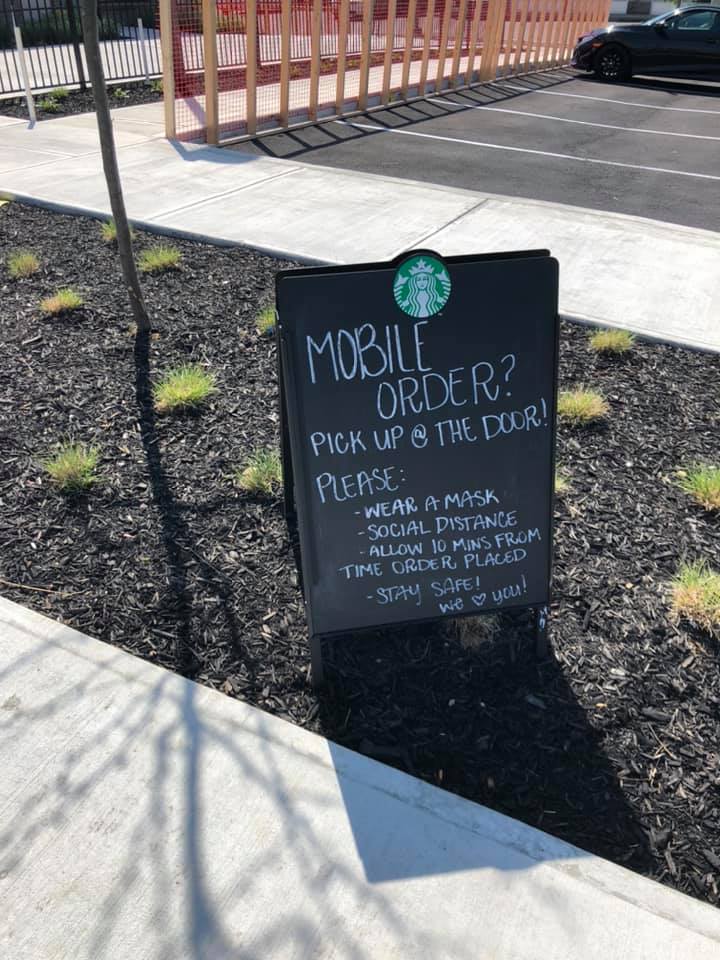 MOBILE
ORDER?
PICK UP @ THE DOOR!
PLEASE:
- WEAR A MASK
- SOCIAL DISTANCE
- ALLOW 10 MINS FROM
TIME ORDER PLACED
- STAY SAFE!
we ♡ you!